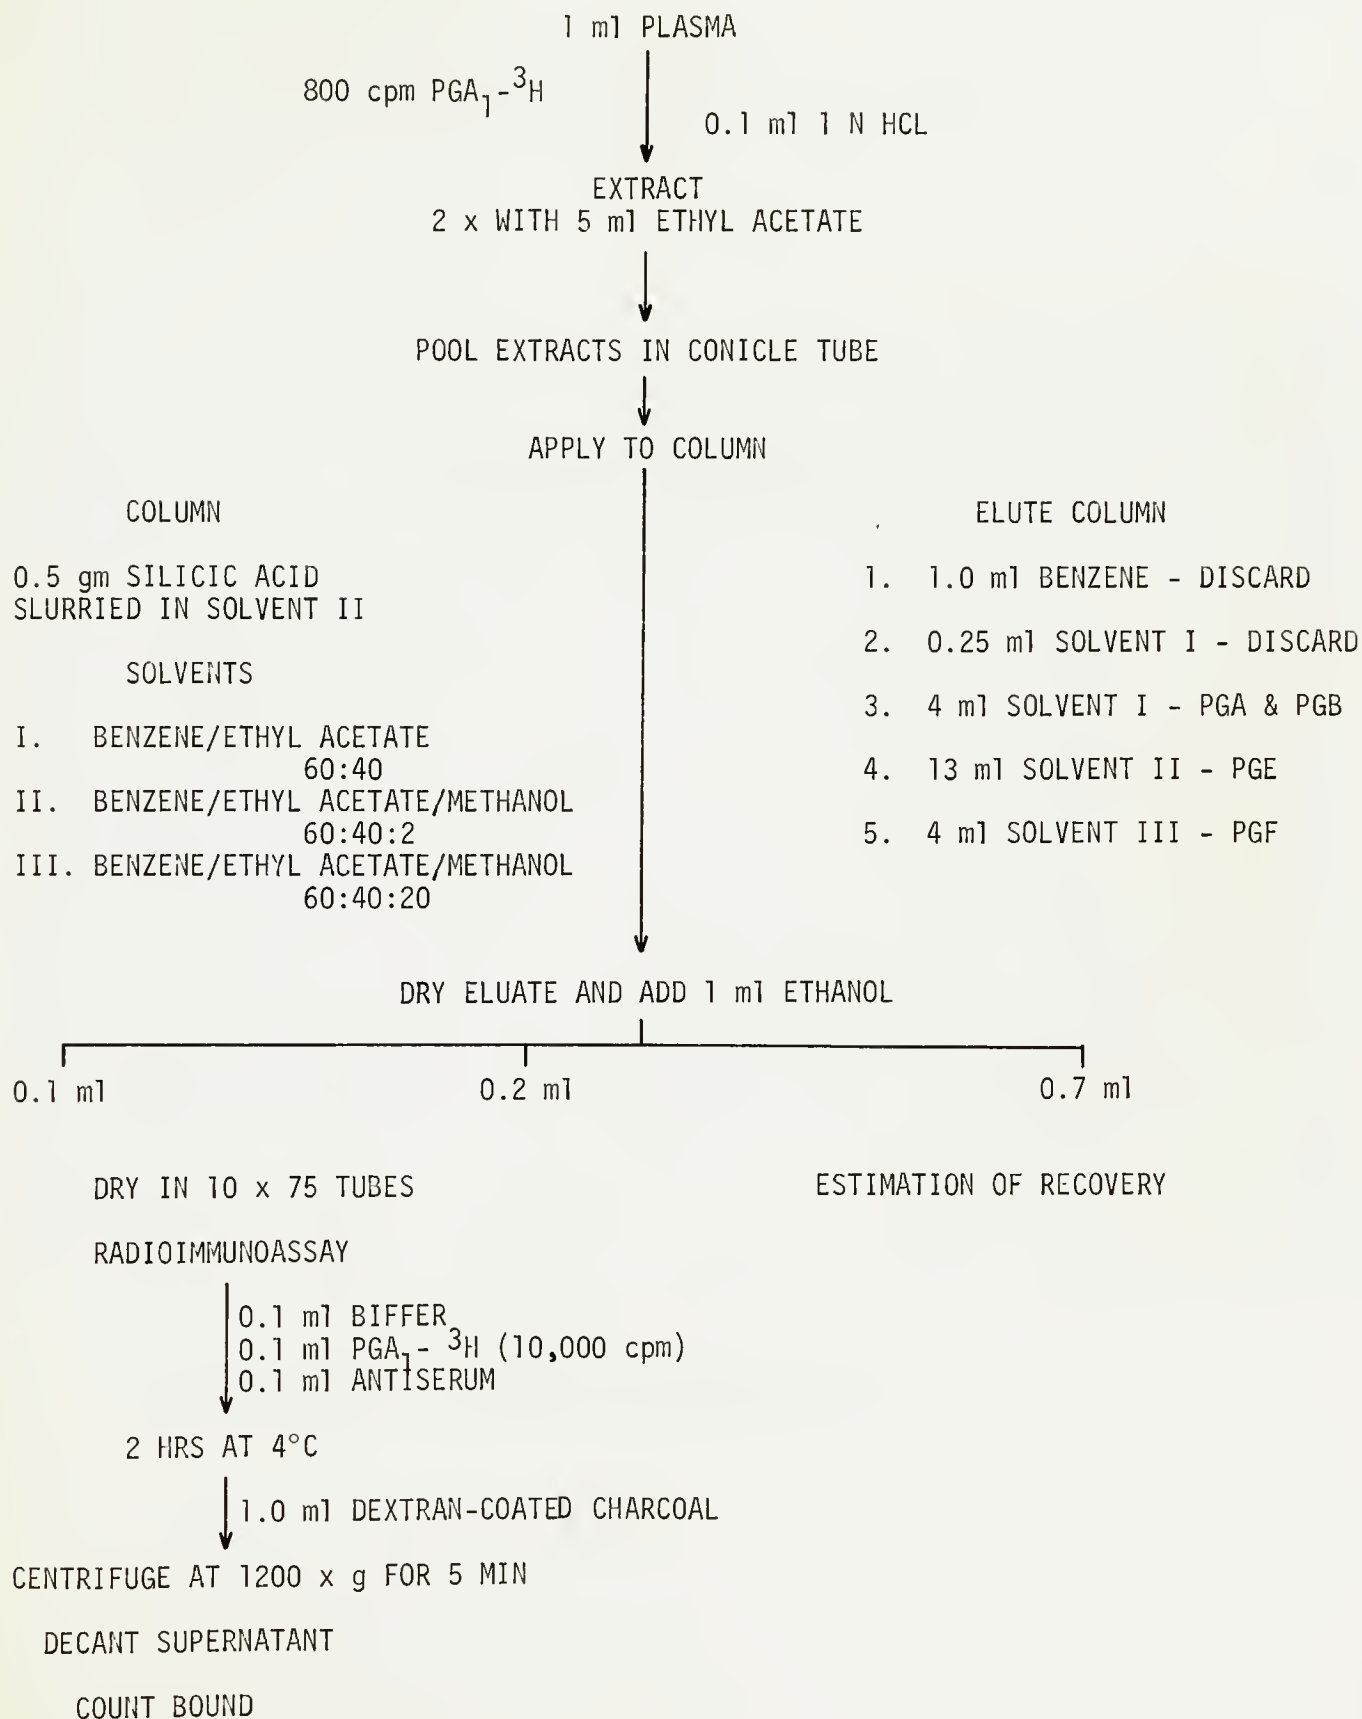 1 ml PLASMA
800 cpm PGA₁-³H
0.1 ml 1 N HCL
EXTRACT
2 x WITH 5 ml ETHYL ACETATE
POOL EXTRACTS IN CONICLE TUBE
APPLY TO COLUMN
COLUMN
0.5 gm SILICIC ACID
SLURRIED IN SOLVENT II
SOLVENTS
I. BENZENE/ETHYL ACETATE
60:40
II. BENZENE/ETHYL ACETATE/METHANOL
60:40:2
III. BENZENE/ETHYL ACETATE/METHANOL
60:40:20
ELUTE COLUMN
1. 1.0 ml BENZENE - DISCARD
2. 0.25 ml SOLVENT I - DISCARD
3. 4 ml SOLVENT I - PGA & PGB
4. 13 ml SOLVENT II - PGE
5. 4 ml SOLVENT III - PGF
DRY ELUATE AND ADD 1 ml ETHANOL
0.1 ml 0.2 ml 0.7 ml
DRY IN 10 x 75 TUBES
ESTIMATION OF RECOVERY
RADIOIMMUNOASSAY
0.1 ml BIFFER
0.1 ml PGA₁- ³H (10,000 cpm)
0.1 ml ANTISERUM
2 HRS AT 4°C
1.0 ml DEXTRAN-COATED CHARCOAL
CENTRIFUGE AT 1200 x g FOR 5 MIN
DECANT SUPERNATANT
COUNT BOUND